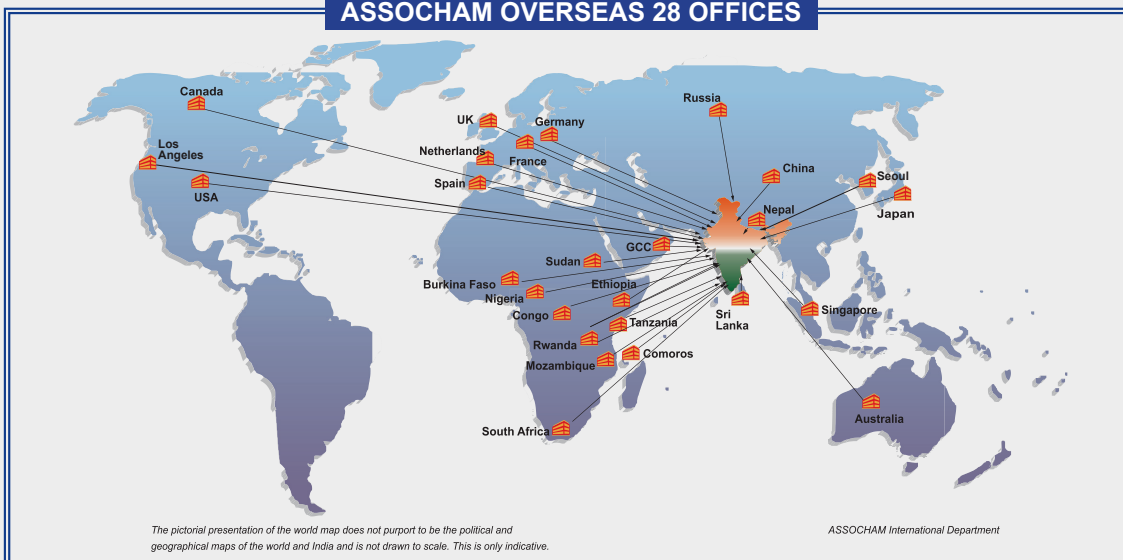 ASSOCHAM OVERSEAS 28 OFFICES
Canada
Russia
UK
Germany
Los
Angeles
Netherlands
France
China
Spain
Seoul
USA
Nepal
Japan
GCC
Sudan
Burkina Faso
Ethiopia
Nigeria
Congo
Tanzania
Sri
Lanka
Singapore
Rwanda
Mozambique
Comoros
Australia
South Africa
The pictorial presentation of the world map does not purport to be the political and
geographical maps of the world and India and is not drawn to scale. This is only indicative.
ASSOCHAM International Department